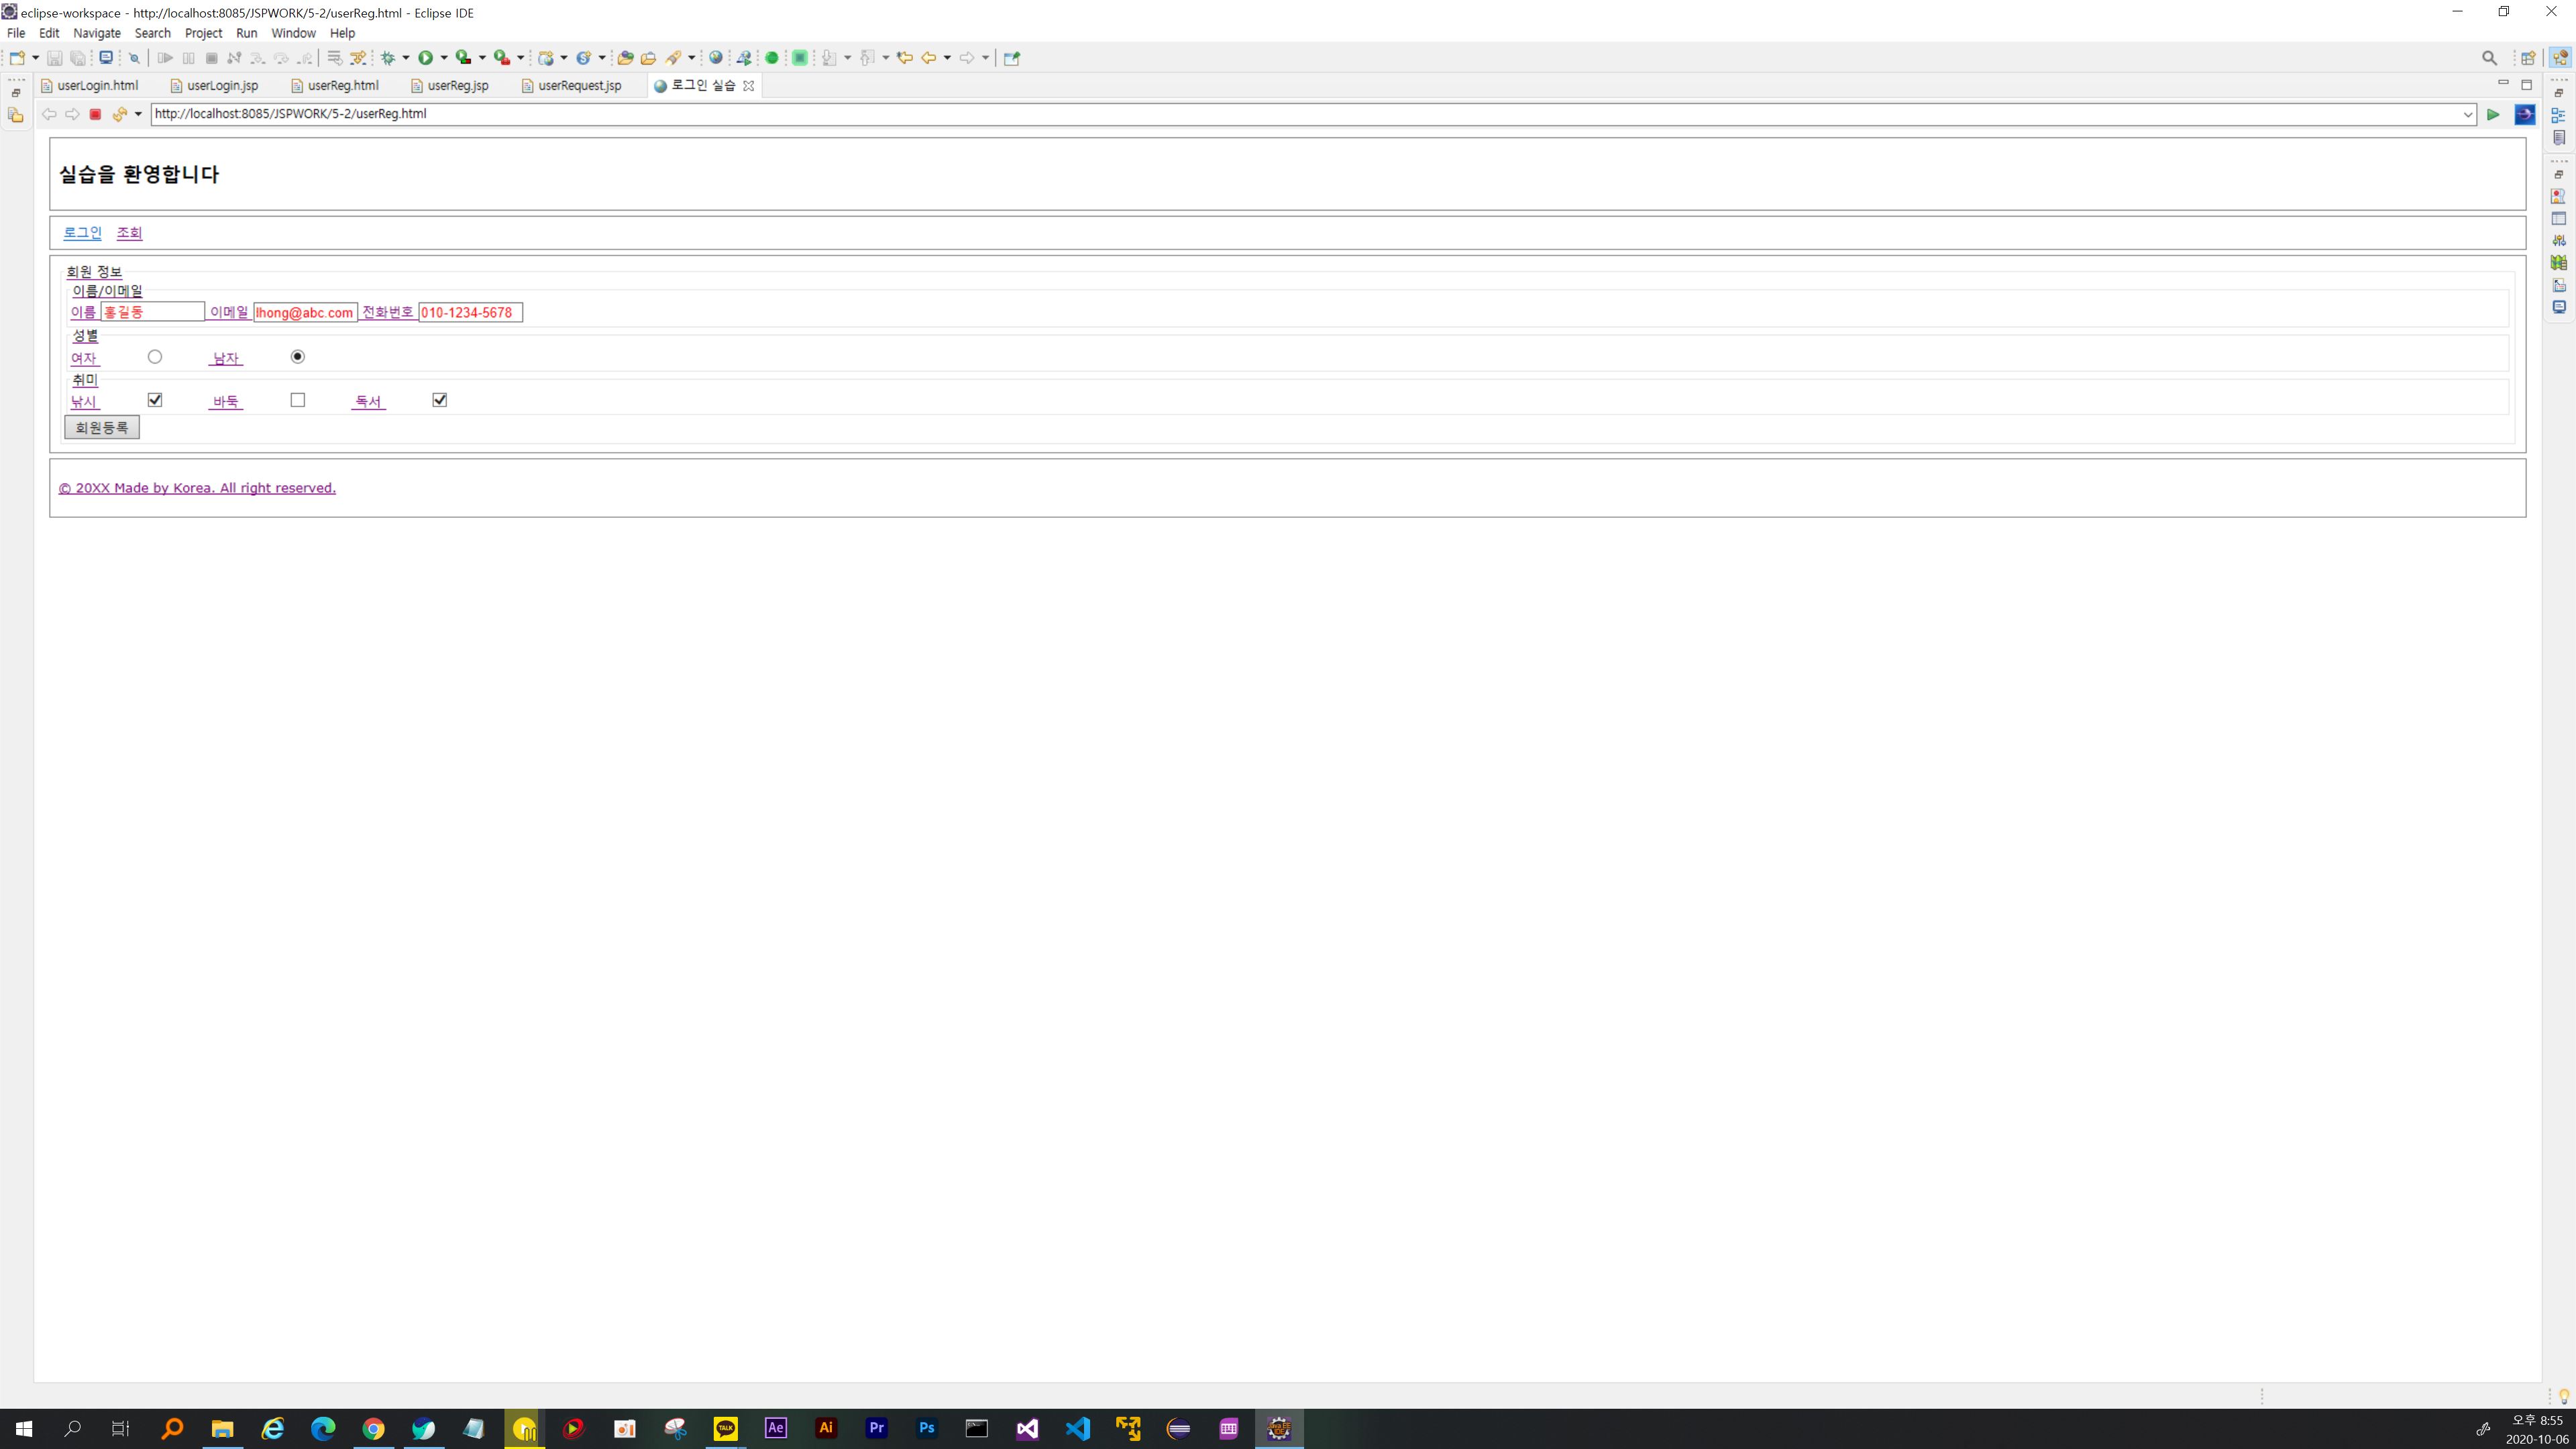 eclipse-workspace - http://localhost:8085/JSPWORK/5-2/userReg.html - Eclipse IDE
File Edit Navigate Search Project Run Window Help
userLogin.html userLogin.jsp userReg.html userReg.jsp userRequest.jsp 로그인 실습
http://localhost:8085/JSPWORK/5-2/userReg.html
실습을 환영합니다
로그인 조회
회원 정보
이름/이메일
이름 홍길동 이메일 lhong@abc.com 전화번호 010-1234-5678
성별
여자 남자
취미
낚시 바둑 독서
회원등록
© 20XX Made by Korea. All right reserved.
TALK Ae Ai Pr Ps 오후 8:55
2020-10-06